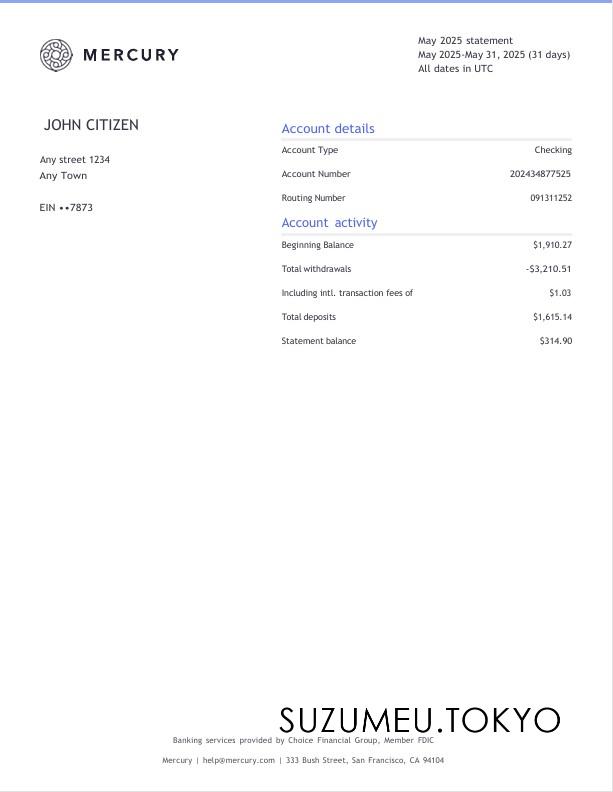 MERCURY
May 2025 statement
May 2025-May 31, 2025 (31 days)
All dates in UTC
JOHN CITIZEN
Any street 1234
Any Town
EIN ••7873
Account details
Account Type Checking
Account Number 202434877525
Routing Number 091311252
Account activity
Beginning Balance $1,910.27
Total withdrawals -$3,210.51
Including intl. transaction fees of $1.03
Total deposits $1,615.14
Statement balance $314.90
SUZUMEU.TOKYO
Banking services provided by Choice Financial Group, Member FDIC
Mercury | help@mercury.com | 333 Bush Street, San Francisco, CA 94104